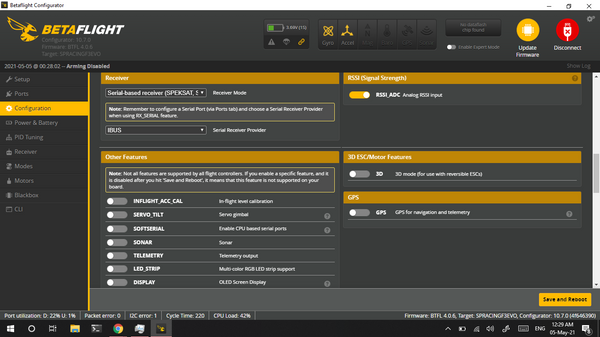 Betaflight Configurator
BETAFLIGHT
Configurator: 10.7.0
Firmware: BTFL 4.0.6
Target: SPRACINGF3EVO
3.99V (1S)
Gyro
Accel
No dataflash
chip found
Enable Expert Mode
Update
Firmware
Disconnect
2021-05-05 @ 00:28:02 -- Arming Disabled
Show Log
Setup
Ports
Configuration
Power & Battery
PID Tuning
Receiver
Modes
Motors
Blackbox
CLI
Receiver
Serial-based receiver (SPEKSAT, S
Receiver Mode
Note: Remember to configure a Serial Port (via Ports tab) and choose a Serial Receiver Provider
when using RX_SERIAL feature.
IBUS
Serial Receiver Provider
RSSI (Signal Strength)
RSSI_ADC Analog RSSI input
Other Features
Note: Not all features are supported by all flight controllers. If you enable a specific feature, and it
is disabled after you hit 'Save and Reboot', it means that this feature is not supported on your
board.
INFLIGHT_ACC_CAL In-flight level calibration
SERVO_TILT Servo gimbal
SOFTSERIAL Enable CPU based serial ports
SONAR Sonar
TELEMETRY Telemetry output
LED_STRIP Multi-color RGB LED strip support
DISPLAY OLED Screen Display
3D ESC/Motor Features
3D 3D mode (for use with reversible ESCs)
GPS
GPS GPS for navigation and telemetry
Save and Reboot
Port utilization: D: 22% U: 1% Packet error: 0 I2C error: 1 Cycle Time: 220 CPU Load: 42%
Firmware: BTFL 4.0.6, Target: SPRACINGF3EVO, Configurator: 10.7.0 (4f646390)
ENG
12:29 AM
05-May-21